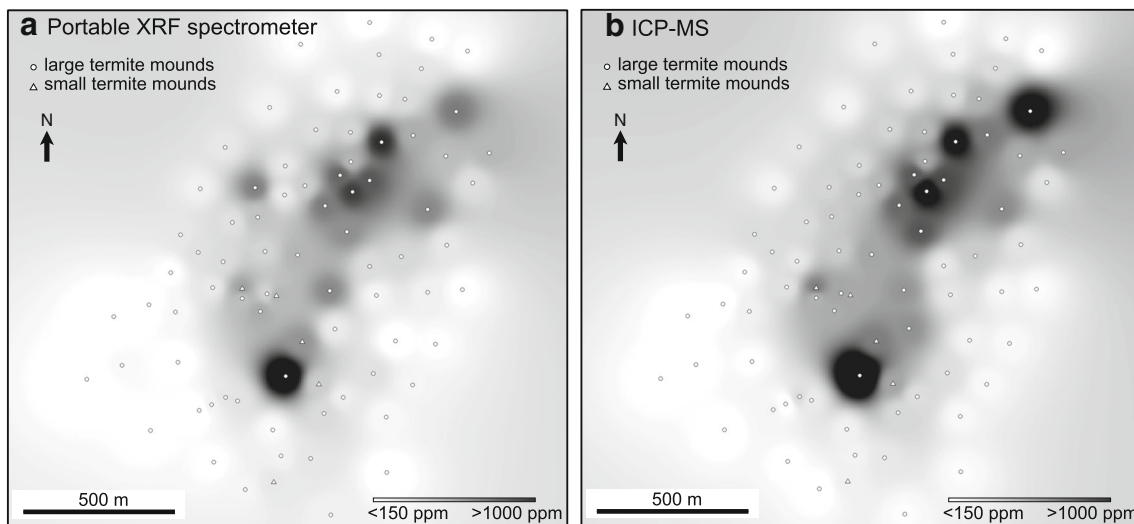 a Portable XRF spectrometer
large termite mounds
small termite mounds
N
500 m
<150 ppm >1000 ppm
b ICP-MS
large termite mounds
small termite mounds
N
500 m
<150 ppm >1000 ppm